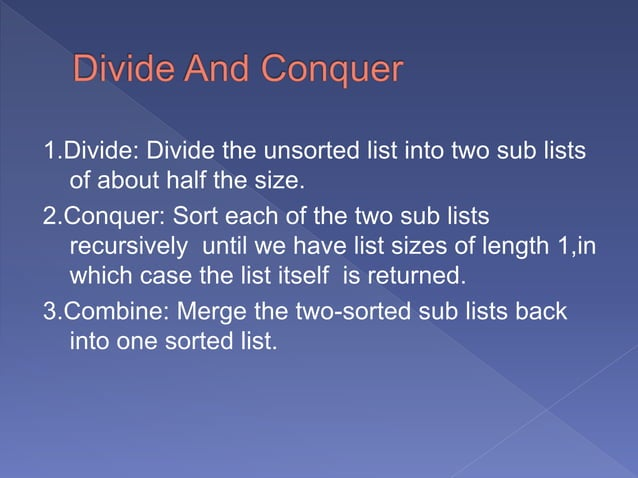 Divide And Conquer
1.Divide: Divide the unsorted list into two sub lists
of about half the size.
2.Conquer: Sort each of the two sub lists
recursively  until we have list sizes of length 1,in
which case the list itself  is returned.
3.Combine: Merge the two-sorted sub lists back
into one sorted list.